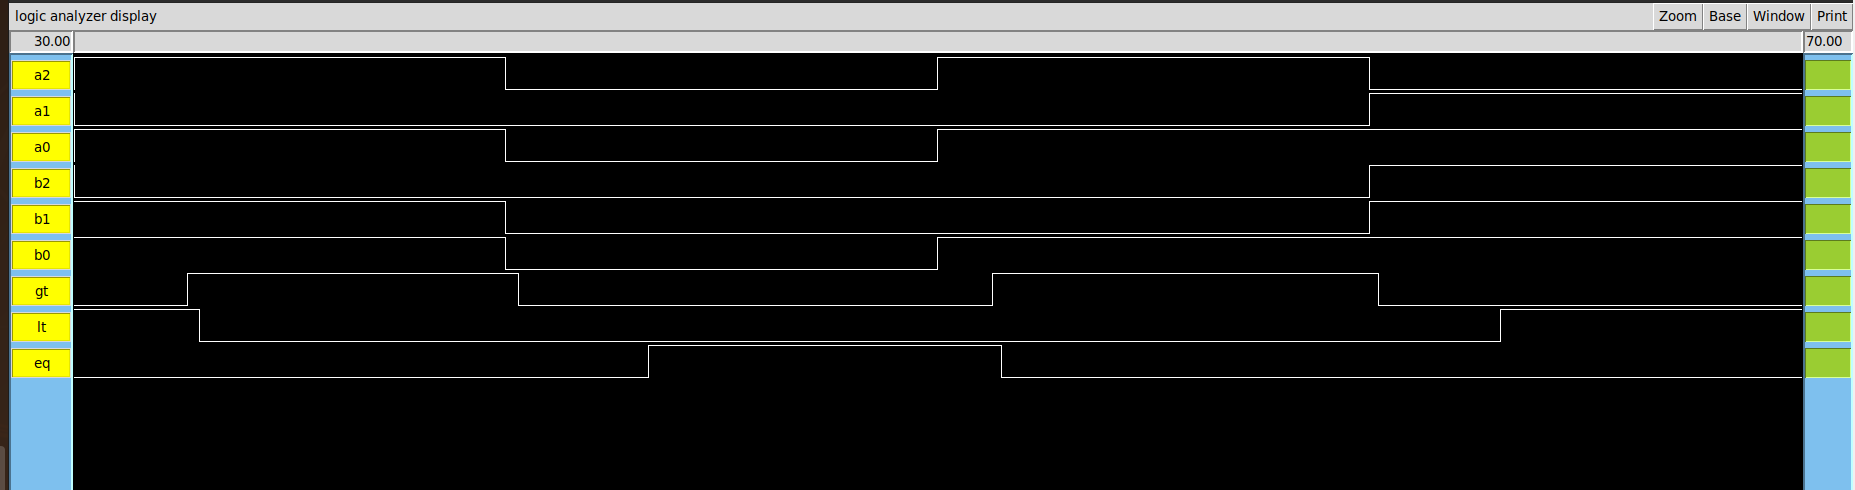 logic analyzer display Zoom Base Window Print
30.00 70.00
a2
a1
a0
b2
b1
b0
gt
lt
eq